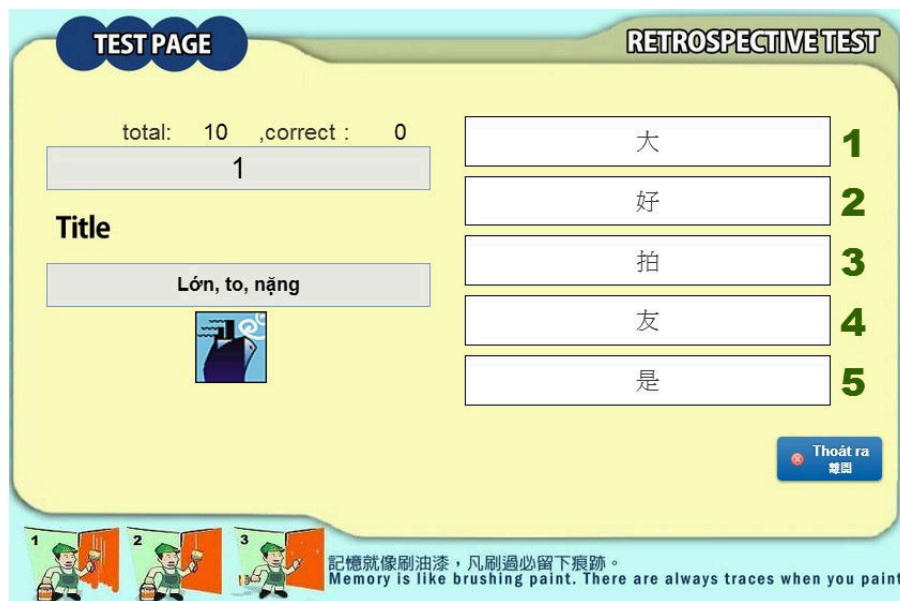 TEST PAGE
RETROSPECTIVE TEST
total: 10 ,correct : 0
1
Title
Lớn, to, nặng
大 1
好 2
拍 3
友 4
是 5
Thoát ra
離開
1 2 3
記憶就像刷油漆，凡刷過必留下痕跡。
Memory is like brushing paint. There are always traces when you paint